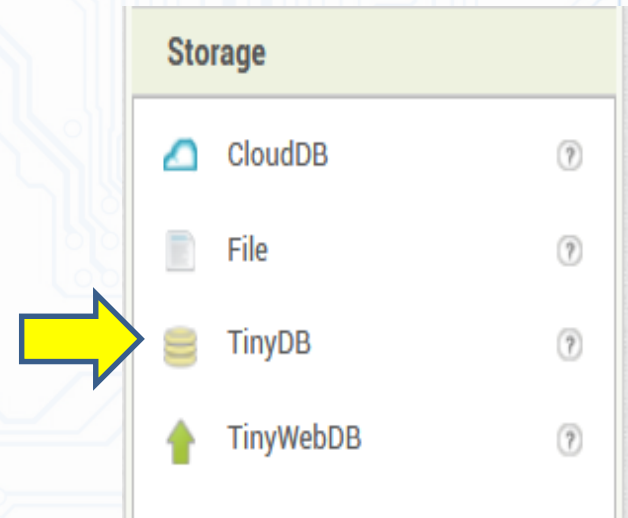 Storage
CloudDB ?
File ?
TinyDB ?
TinyWebDB ?